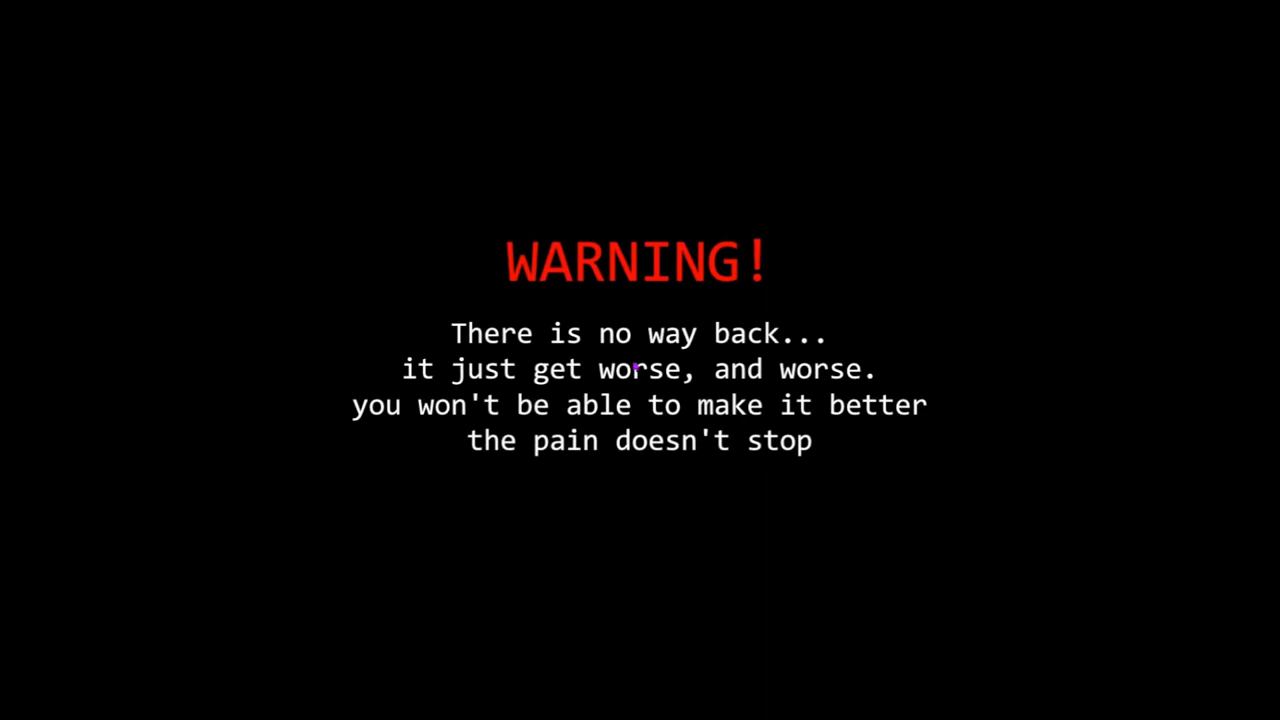 WARNING!
There is no way back...
it just get worse, and worse.
you won't be able to make it better
the pain doesn't stop